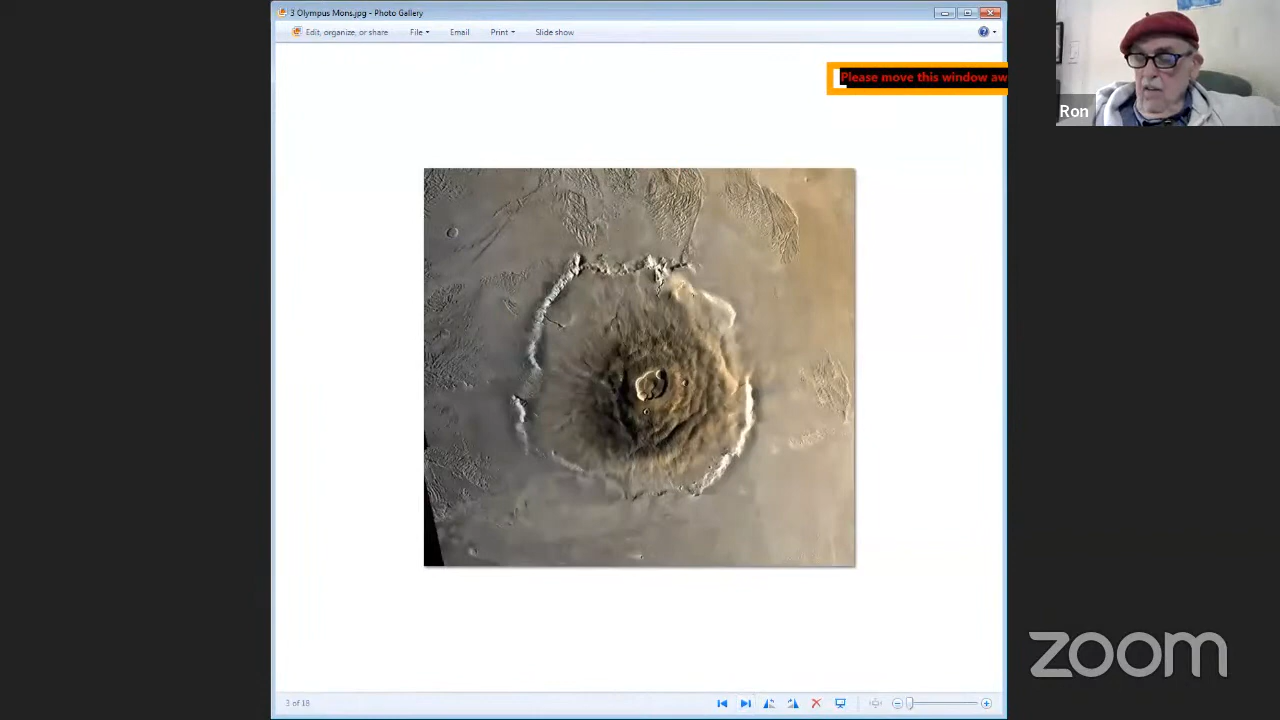 3 Olympus Mons.jpg - Photo Gallery
Edit, organize, or share File Email Print Slide show
Please move this window aw
Ron
3 of 18
zoom